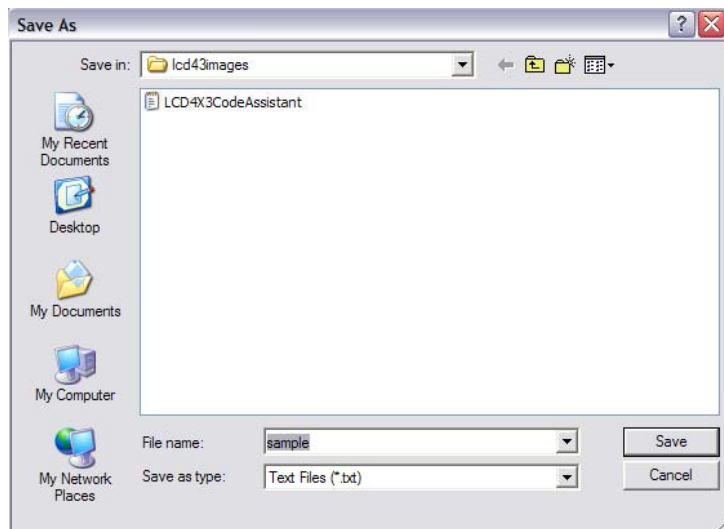 Save As
Save in:
lcd43images
LCD4X3CodeAssistant
My Recent
Documents
Desktop
My Documents
My Computer
My Network
Places
File name:
sample
Save
Save as type:
Text Files (*.txt)
Cancel